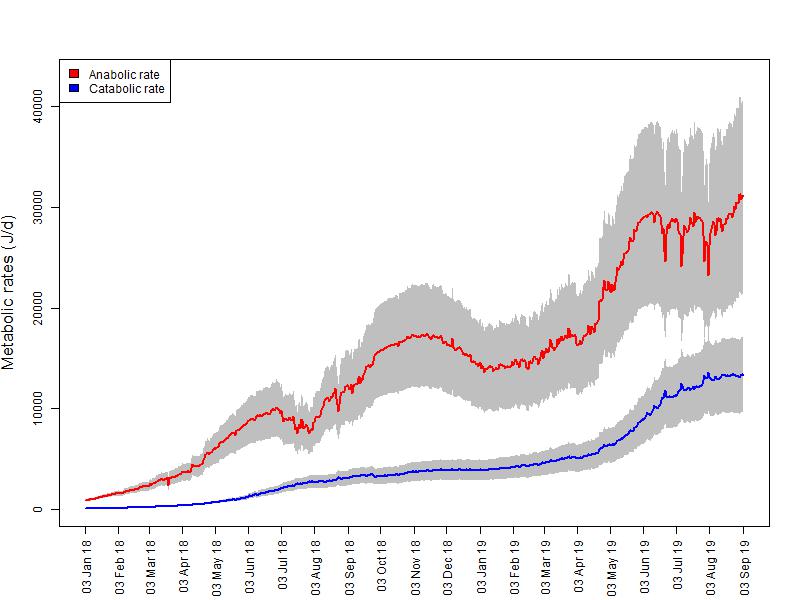 Anabolic rate
Catabolic rate
Metabolic rates (J/d)
40000
30000
20000
10000
0
03 Jan 18
03 Feb 18
03 Mar 18
03 Apr 18
03 May 18
03 Jun 18
03 Jul 18
03 Aug 18
03 Sep 18
03 Oct 18
03 Nov 18
03 Dec 18
03 Jan 19
03 Feb 19
03 Mar 19
03 Apr 19
03 May 19
03 Jun 19
03 Jul 19
03 Aug 19
03 Sep 19